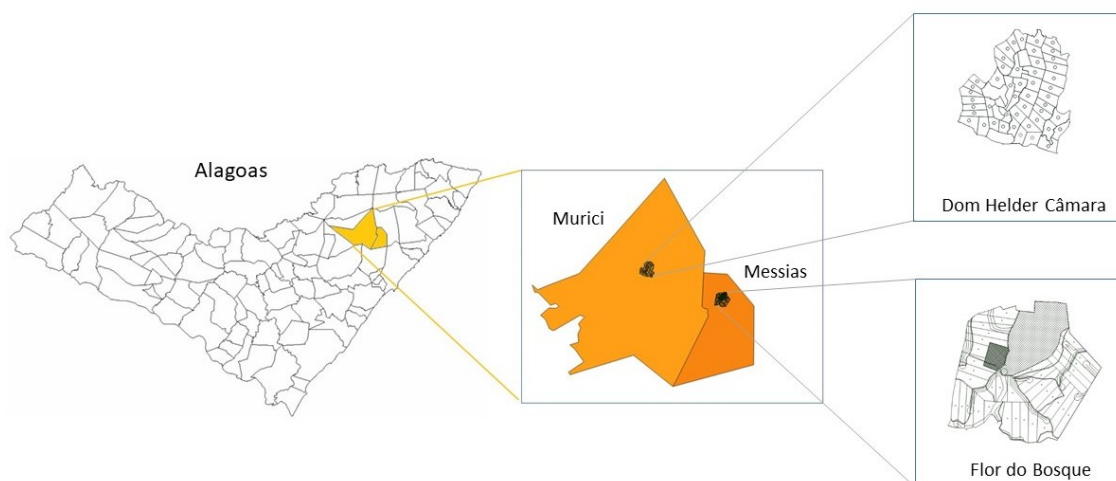 Alagoas
Murici
Messias
Dom Helder Câmara
Flor do Bosque